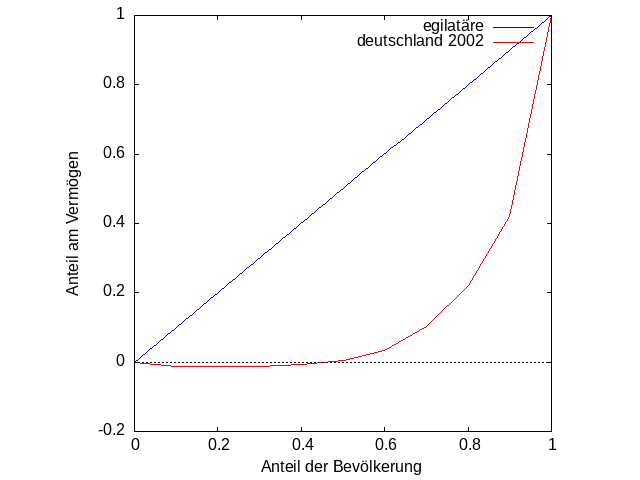 1
egilatäre
deutschland 2002
0.8
0.6
Anteil am Vermögen
0.4
0.2
0
-0.2
0 0.2 0.4 0.6 0.8 1
Anteil der Bevölkerung